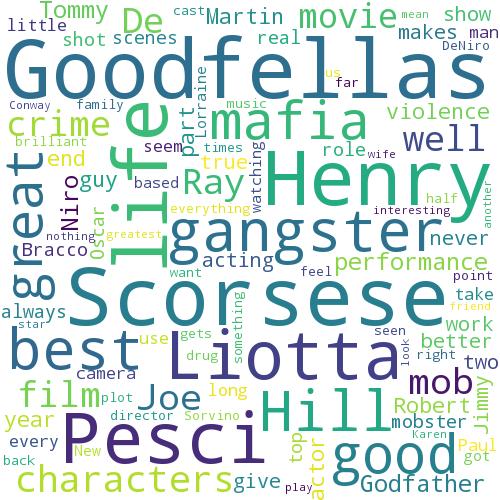 Tommy
De
Martin
movie
show
cast
little
shot
scenes
real
makes
man
mean
Goodfellas
DeNiro
us
far
Conway
family
Lorraine
music
crime
life
part
mafia
violence
brilliant
seem
times
role
well
end
true
watching
wife
great
Niro
guy
based
Ray
Henry
half
another
everything
interesting
nothing
Oscar
gangster
never
Bracco
greatest
acting
performance
want
feel
point
Scorsese
take
friend
always
something
work
star
use
gets
seen
better
best
drug
Liotta
look
right
two
camera
mob
film
plot
Joe
long
Hill
Robert
Jimmy
year
director
Sorvino
mobster
every
Pesci
New
top
actor
good
Karen
Paul
back
got
characters
give
play
Godfather